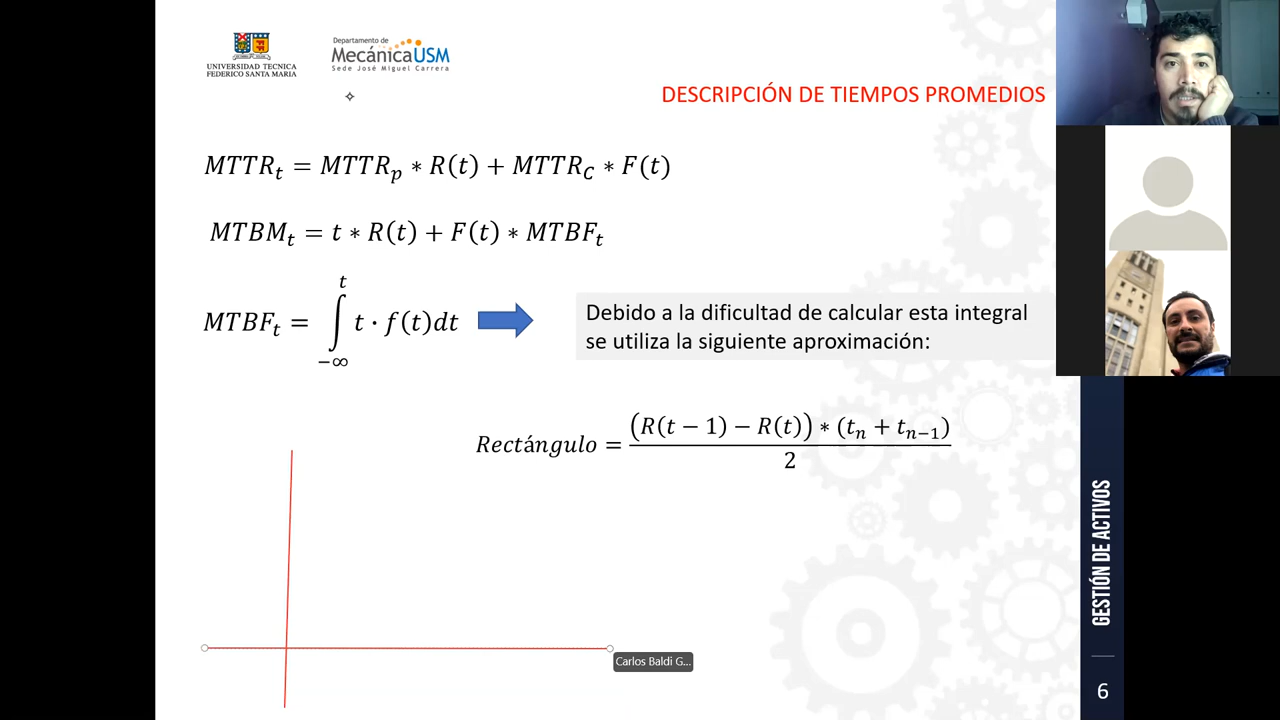 UNIVERSIDAD TECNICA
FEDERICO SANTA MARIA
Departamento de
MecánicaUSM
Sede José Miguel Carrera
DESCRIPCIÓN DE TIEMPOS PROMEDIOS
MTTR_t = MTTR_p * R(t) + MTTR_C * F(t)
MTBM_t = t * R(t) + F(t) * MTBF_t
MTBF_t = ∫_{-∞}^{t} t · f(t)dt
Debido a la dificultad de calcular esta integral
se utiliza la siguiente aproximación:
Rectángulo = (R(t − 1) − R(t)) * (t_n + t_{n−1}) / 2
Carlos Baldi G...
GESTIÓN DE ACTIVOS
6